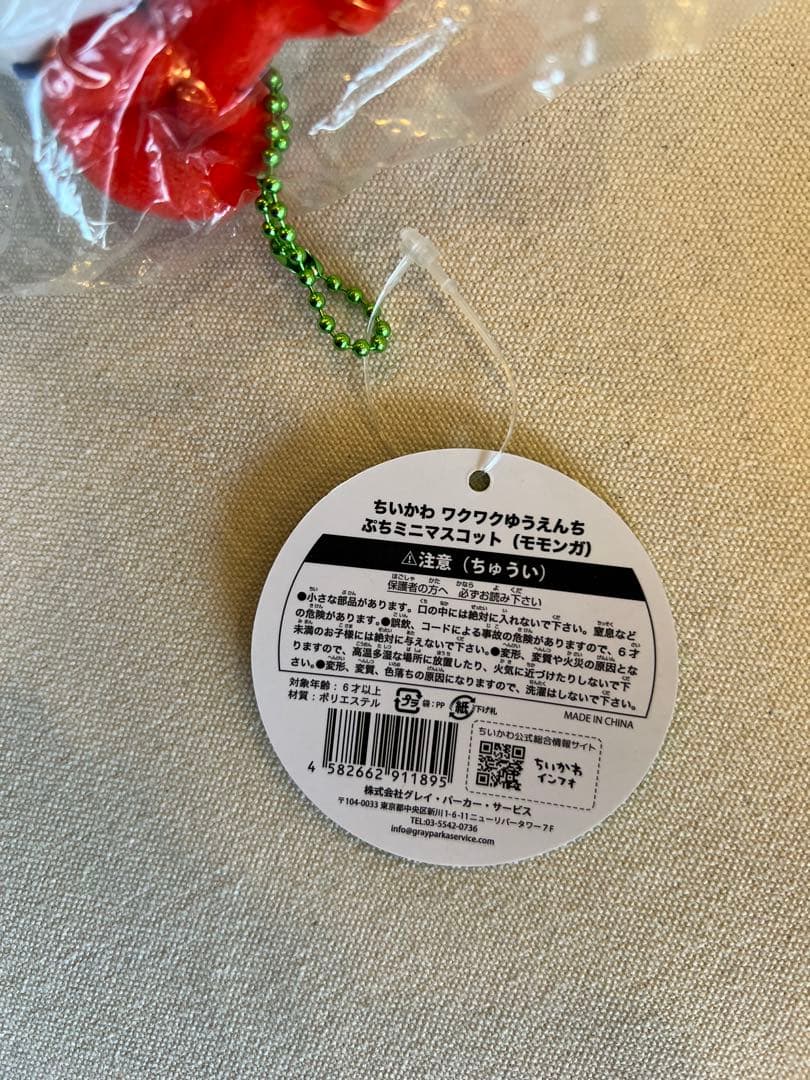 ちいかわ ワクワクゆうえんち
ぷちミニマスコット (モモンガ)
⚠注意（ちゅうい）
保護者の方へ 必ずお読み下さい
●小さな部品があります。口の中には絶対に入れないで下さい。窒息など
の危険があります。●誤飲、コードによる事故の危険がありますので、6才
未満のお子様には絶対に与えないで下さい。●変形、変質や火災の原因とな
りますので、高温多湿な場所に放置したり、火気に近づけたりしないで下
さい。●変形、変質、色落ちの原因になりますので、洗濯はしないで下さい。
対象年齢：6才以上
材質：ポリエステル
プラ 袋：PP 紙 下げ札
MADE IN CHINA
4 582662 911895
ちいかわ公式総合情報サイト
ちいかわ
インフォ
株式会社グレイ・パーカー・サービス
〒104-0033 東京都中央区新川1-6-11ニューリバータワー7F
TEL:03-5542-0736
info@grayparkaservice.com